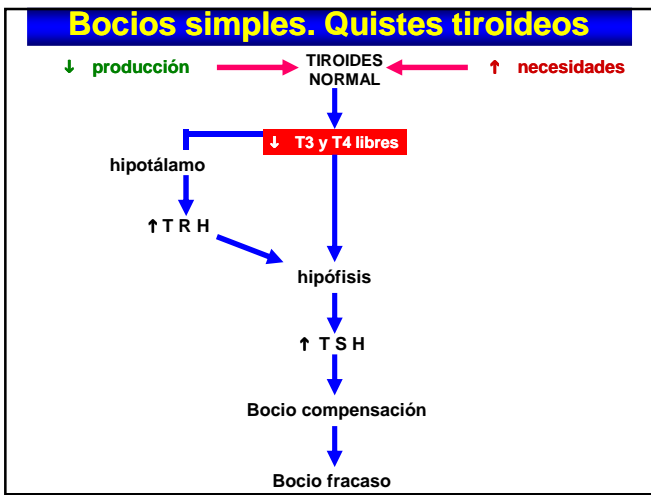 Bocios simples. Quistes tiroideos
↓ producción
TIROIDES
NORMAL
↑ necesidades
↓ T3 y T4 libres
hipotálamo
↑ T R H
hipófisis
↑ T S H
Bocio compensación
Bocio fracaso